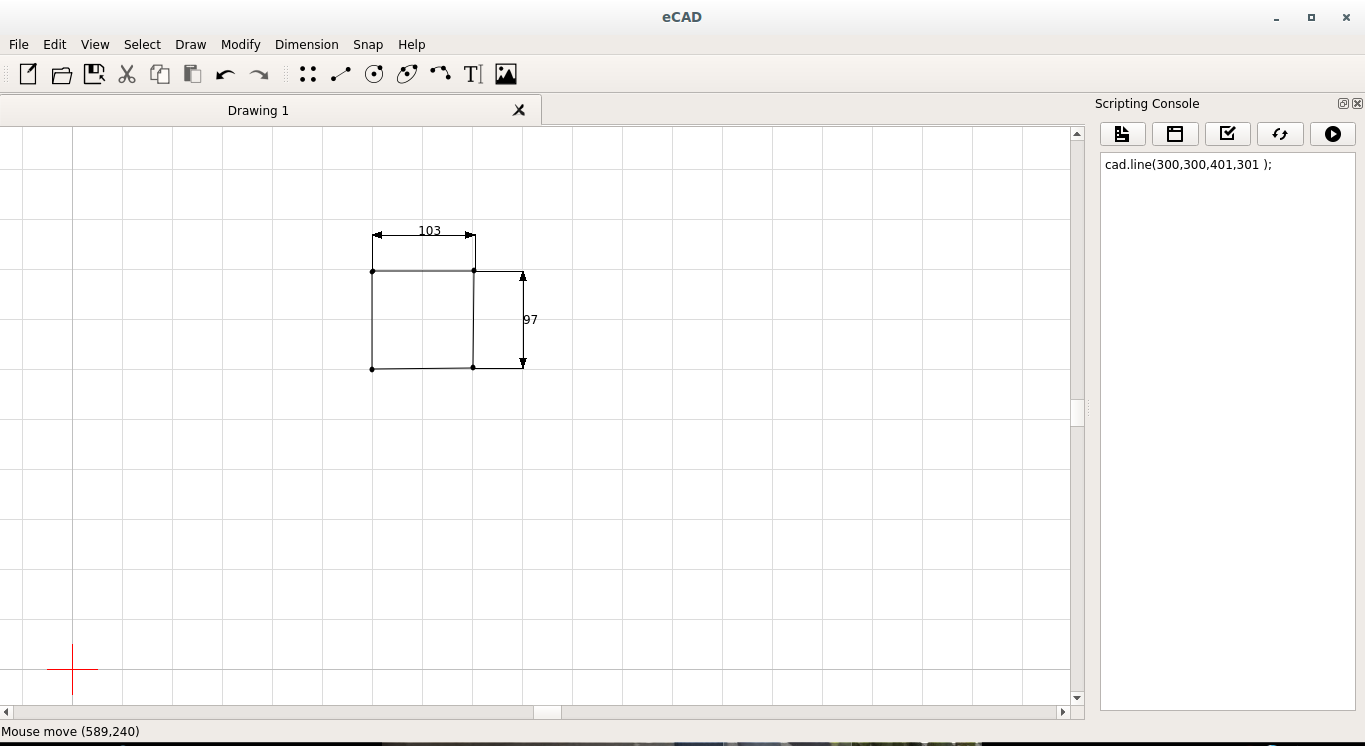 eCAD
File Edit View Select Draw Modify Dimension Snap Help
Drawing 1
Scripting Console
cad.line(300,300,401,301 );
103
97
Mouse move (589,240)